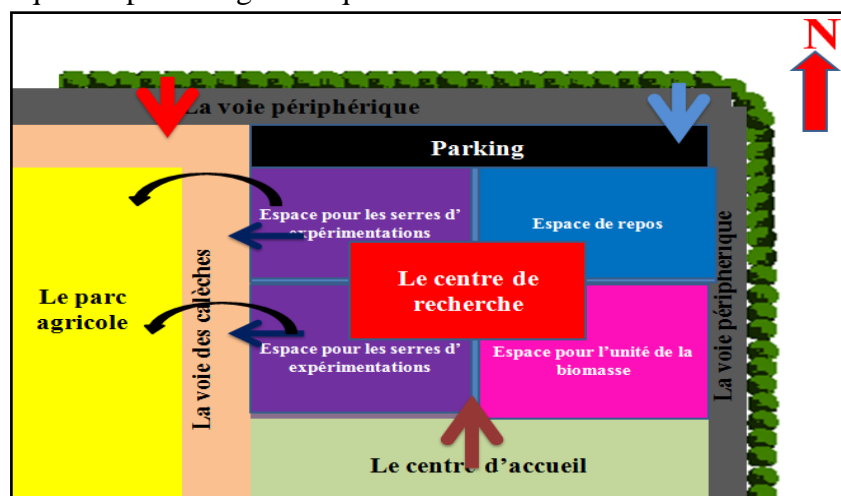 N
La voie périphérique
Parking
Espace pour les serres d’
expérimentations
Espace de repos
Le centre de
recherche
Le parc
agricole
La voie des calèches
La voie périphérique
Espace pour les serres d’
expérimentations
Espace pour l’unité de la
biomasse
Le centre d’accueil